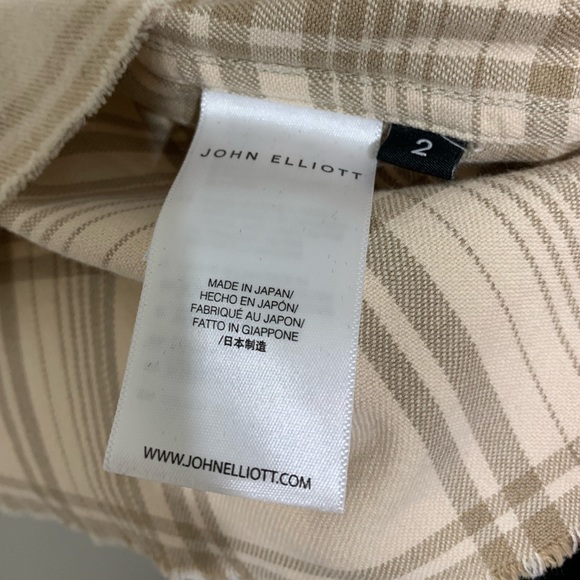 JOHN ELLIOTT
2
MADE IN JAPAN/
HECHO EN JAPÓN/
FABRIQUÉ AU JAPON/
FATTO IN GIAPPONE
/日本制造
WWW.JOHNELLIOTT.COM